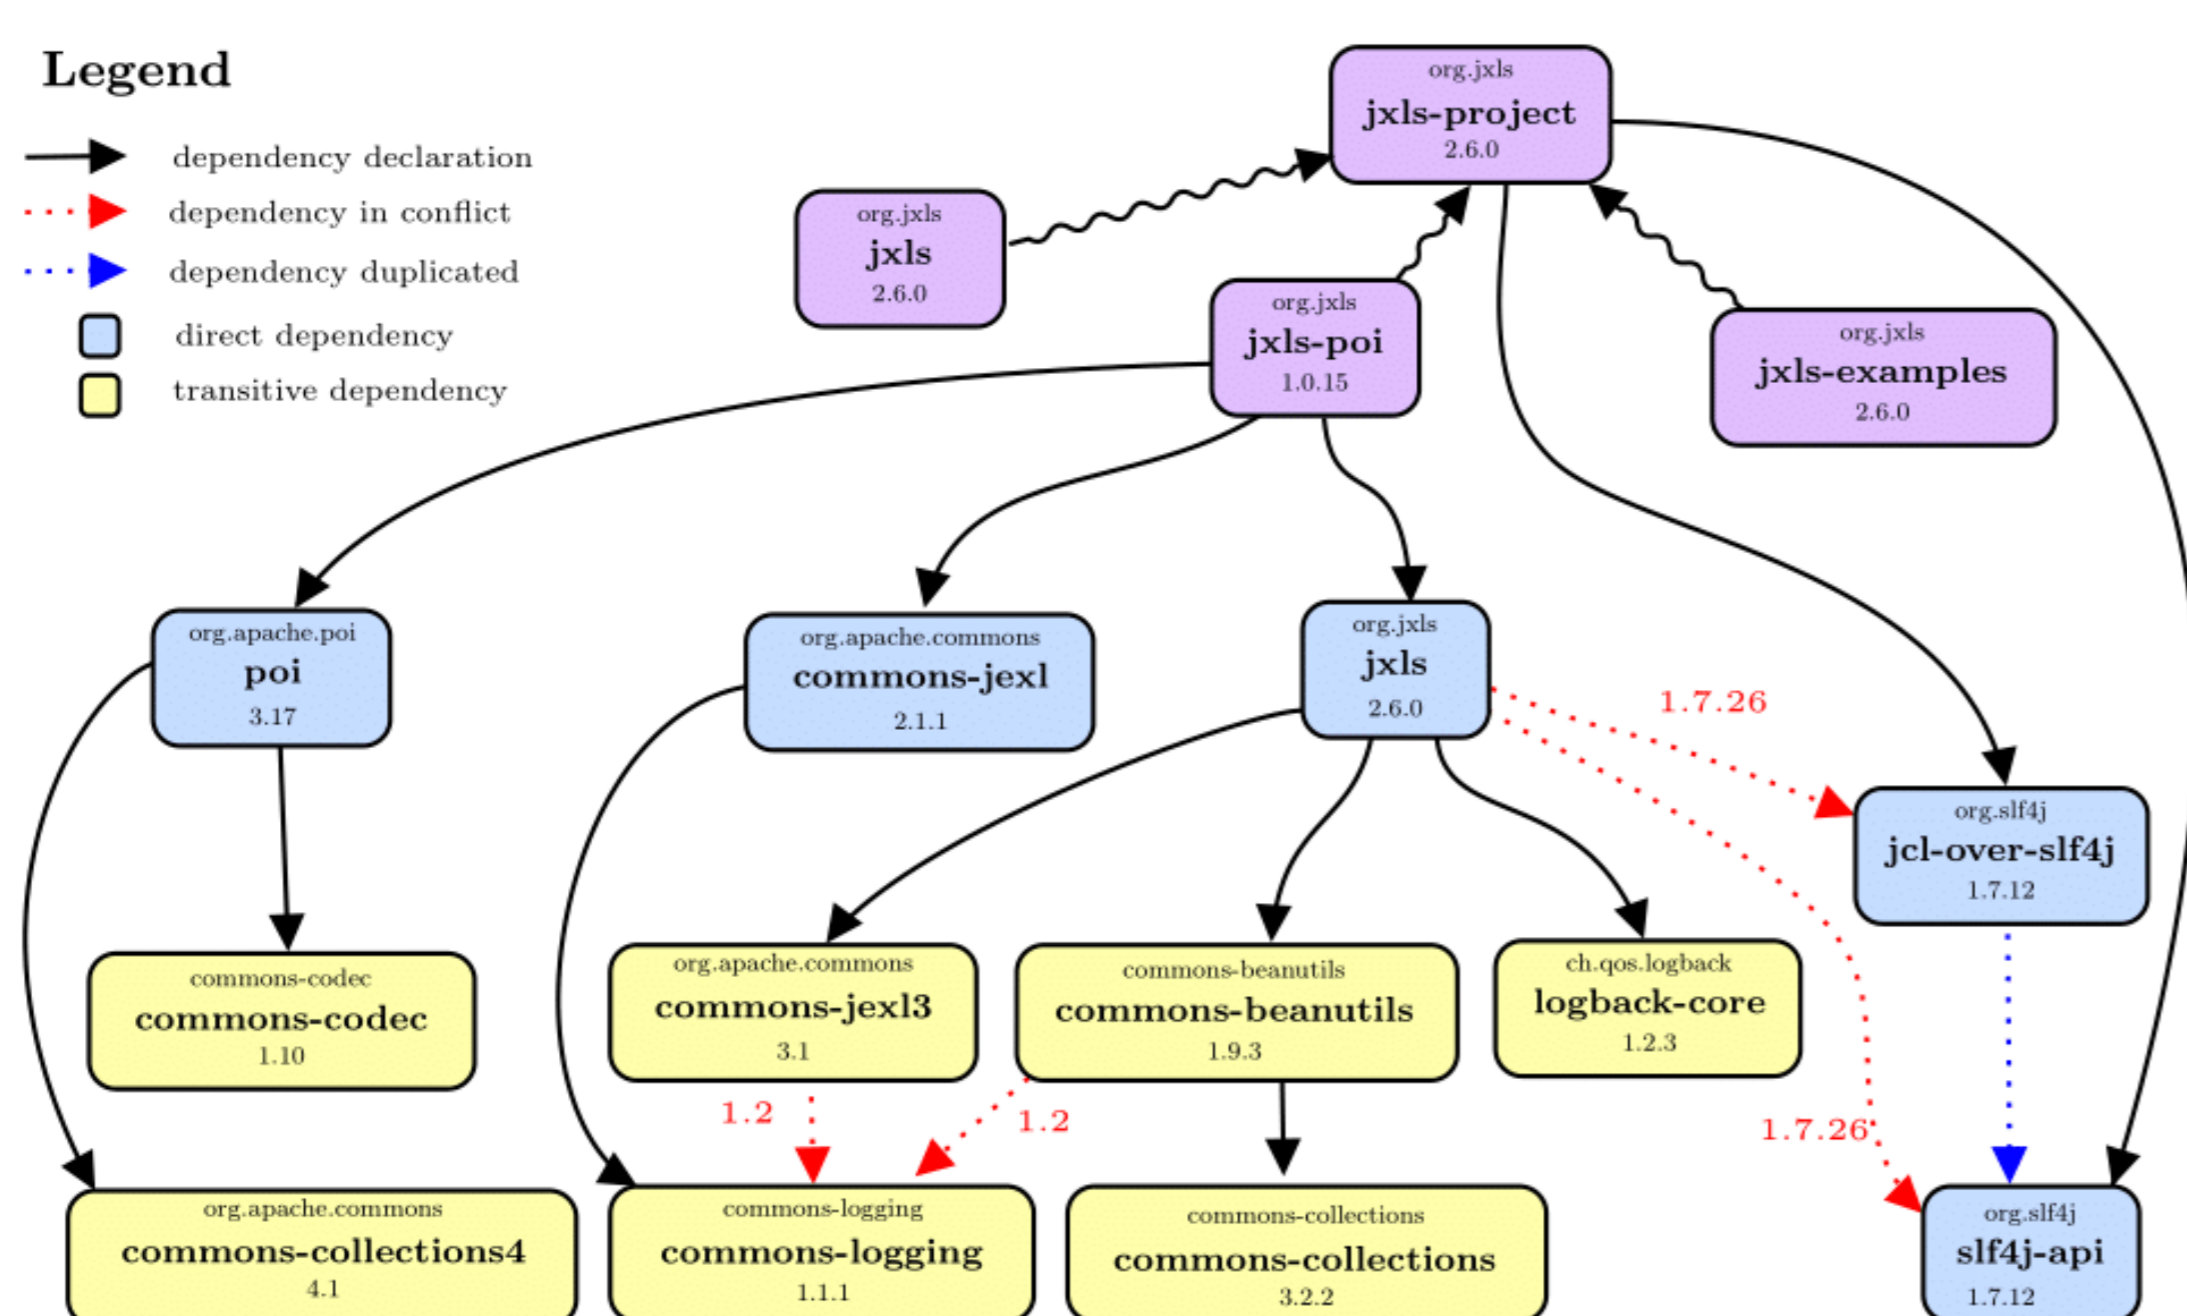 Legend
dependency declaration
dependency in conflict
dependency duplicated
direct dependency
transitive dependency
org.jxls
jxls-project
2.6.0
org.jxls
jxls
2.6.0
org.jxls
jxls-poi
1.0.15
org.jxls
jxls-examples
2.6.0
org.apache.poi
poi
3.17
org.apache.commons
commons-jexl
2.1.1
org.jxls
jxls
2.6.0
1.7.26
org.slf4j
jcl-over-slf4j
1.7.12
commons-codec
commons-codec
1.10
org.apache.commons
commons-jexl3
3.1
commons-beanutils
commons-beanutils
1.9.3
ch.qos.logback
logback-core
1.2.3
1.2
1.2
1.7.26
org.apache.commons
commons-collections4
4.1
commons-logging
commons-logging
1.1.1
commons-collections
commons-collections
3.2.2
org.slf4j
slf4j-api
1.7.12